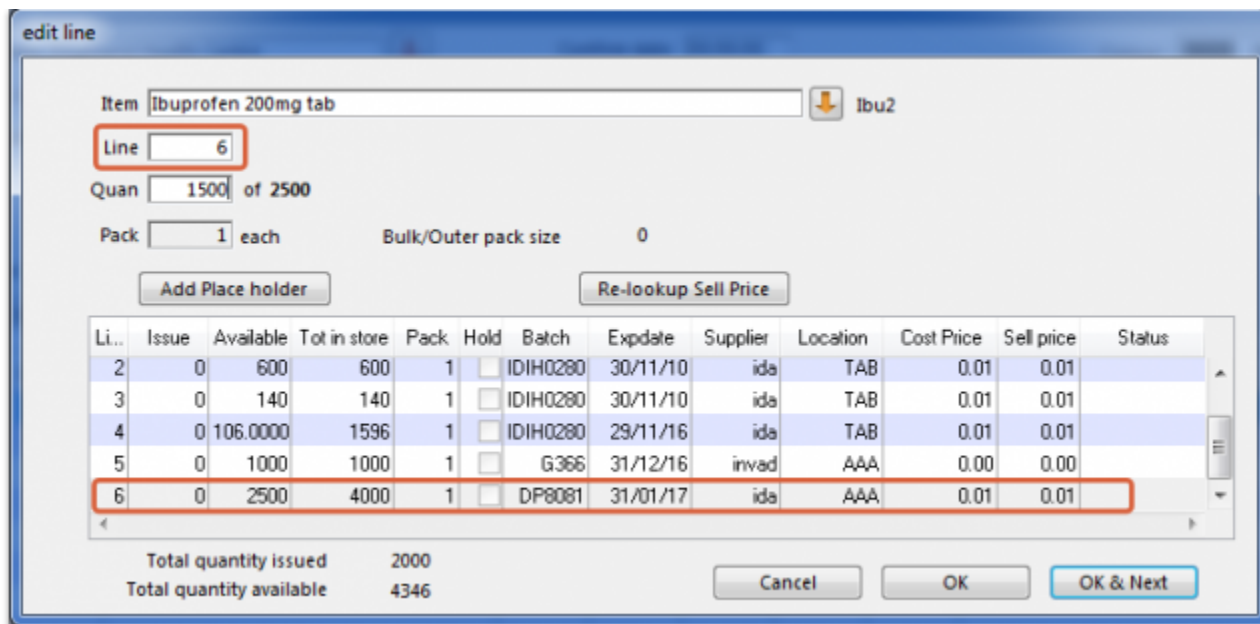 edit line
Item Ibuprofen 200mg tab Ibu2
Line 6
Quan 1500 of 2500
Pack 1 each Bulk/Outer pack size 0
Add Place holder Re-lookup Sell Price
Li... Issue Available Tot in store Pack Hold Batch Expdate Supplier Location Cost Price Sell price Status
2 0 600 600 1 IDIH0280 30/11/10 ida TAB 0.01 0.01
3 0 140 140 1 IDIH0280 30/11/10 ida TAB 0.01 0.01
4 0 106.0000 1596 1 IDIH0280 29/11/16 ida TAB 0.01 0.01
5 0 1000 1000 1 G366 31/12/16 invad AAA 0.00 0.00
6 0 2500 4000 1 DP8081 31/01/17 ida AAA 0.01 0.01
Total quantity issued 2000
Total quantity available 4346
Cancel OK OK & Next